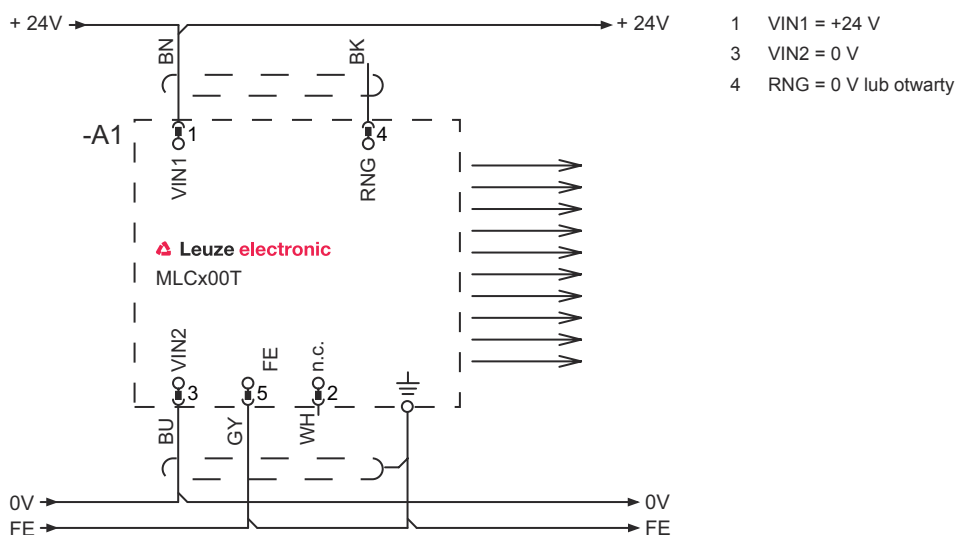 + 24V
+ 24V
1 VIN1 = +24 V
3 VIN2 = 0 V
4 RNG = 0 V lub otwarty
BN
BK
-A1
1
4
VIN1
RNG
Leuze electronic
MLCx00T
VIN2
FE
n.c.
3
5
2
BU
GY
WH
0V
0V
FE
FE